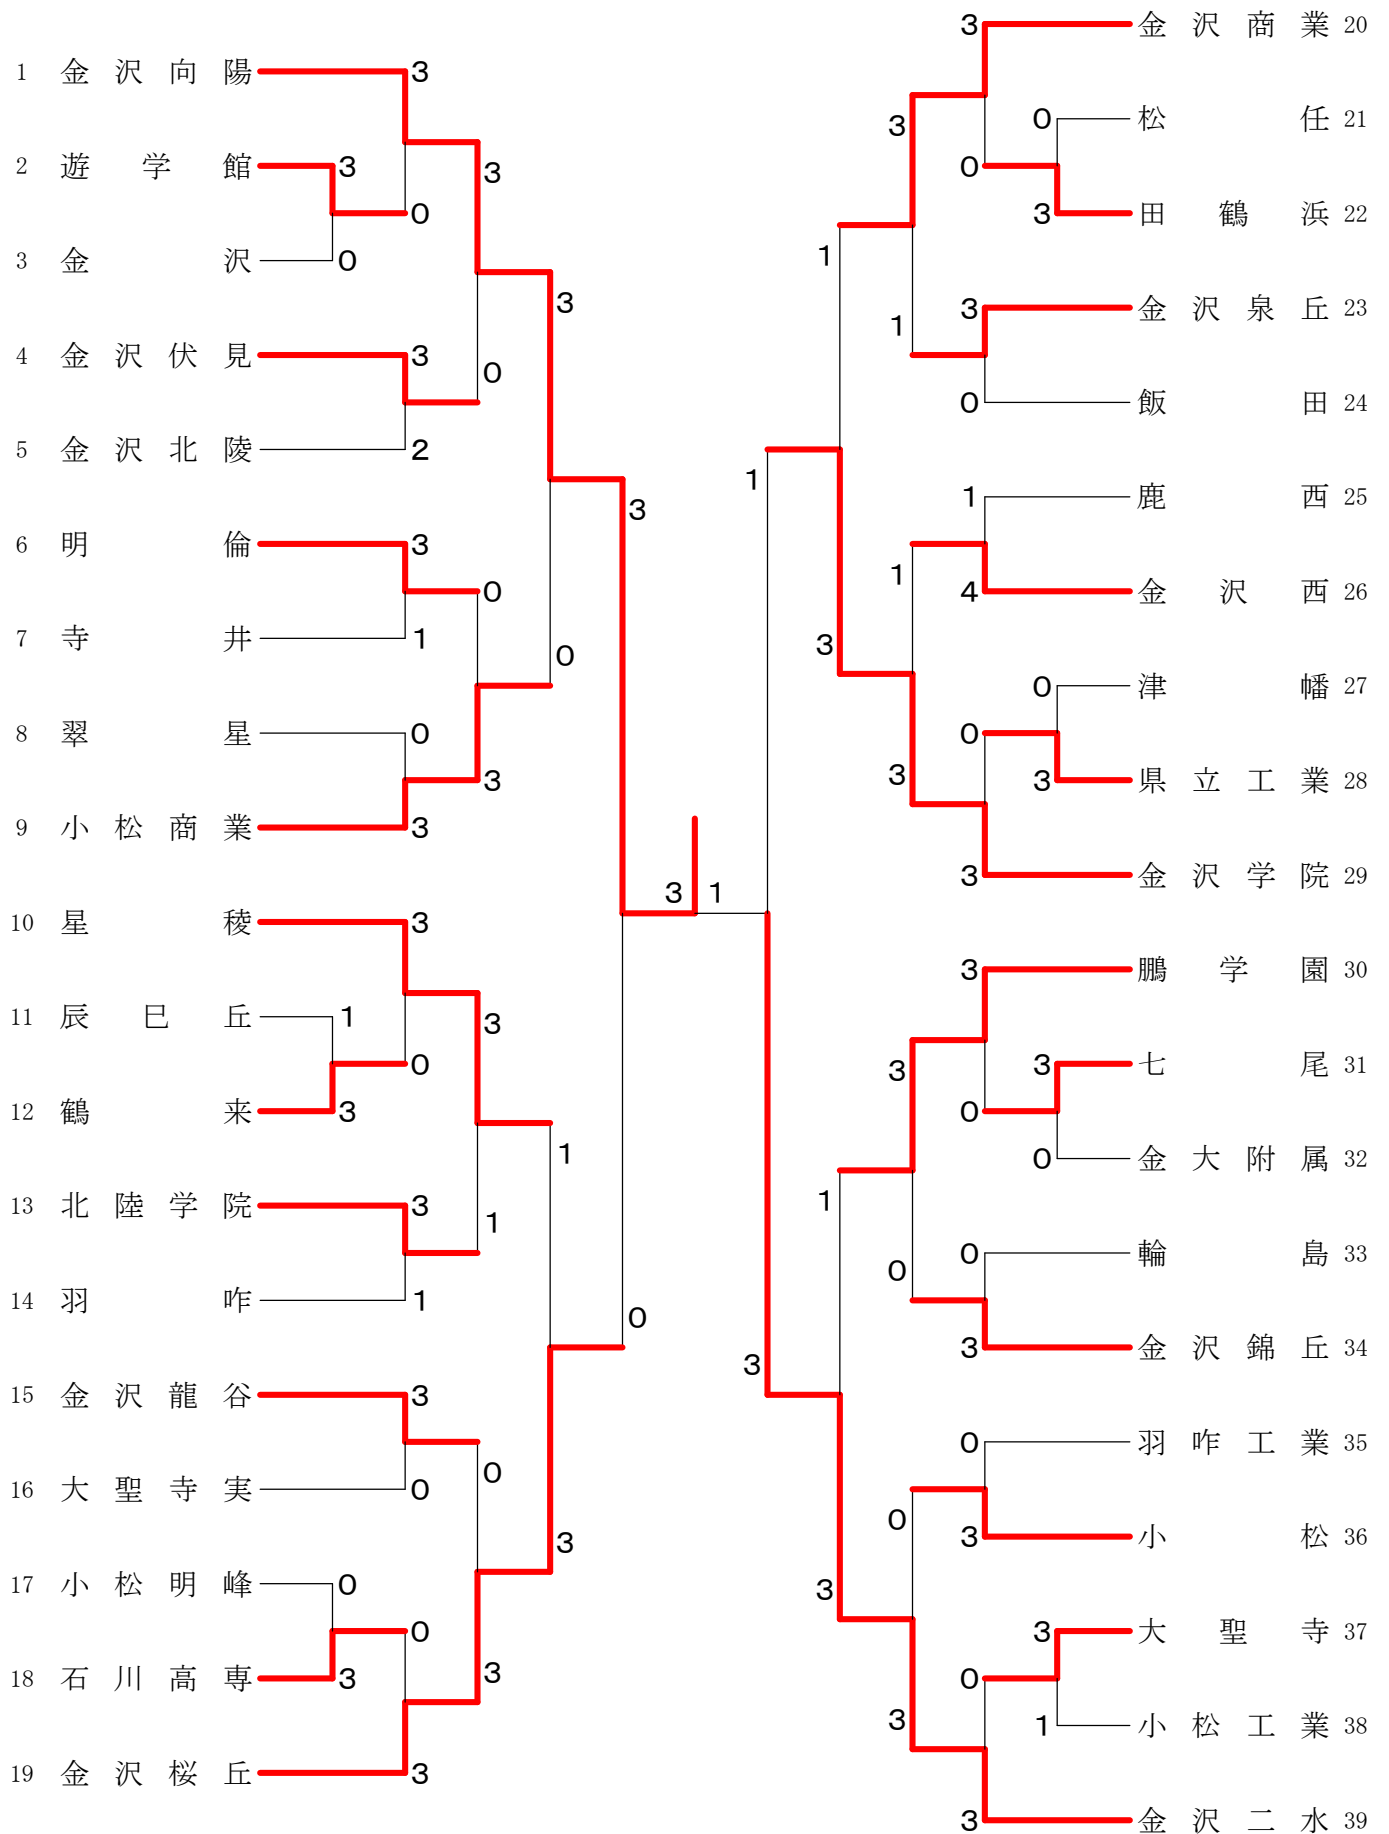 1 金沢向陽 3
2 遊学館 3
3 0
0
3 金沢 0
3
4 金沢伏見 3
0
5 金沢北陵 2
3
6 明倫 3
0
7 寺井 1
0
8 翠星 0
3
9 小松商業 3
3 1
10 星稜 3
11 辰巳丘 1
3
0
12 鶴来 3
1
13 北陸学院 3
1
14 羽咋 1
0
15 金沢龍谷 3
0
16 大聖寺実 0
3
17 小松明峰 0
0
18 石川高専 3
3
19 金沢桜丘 3
3 金沢商業 20
0 松任 21
3
0
3 田鶴浜 22
1
3 金沢泉丘 23
1
0 飯田 24
1
1 鹿西 25
1
4 金沢西 26
3
0 津幡 27
0
3
3 県立工業 28
3 金沢学院 29
3 鵬学園 30
3 七尾 31
3
0
0 金大附属 32
1
0 輪島 33
0
3 金沢錦丘 34
3
0 羽咋工業 35
0
3 小松 36
3
3 大聖寺 37
0
3
1 小松工業 38
3 金沢二水 39